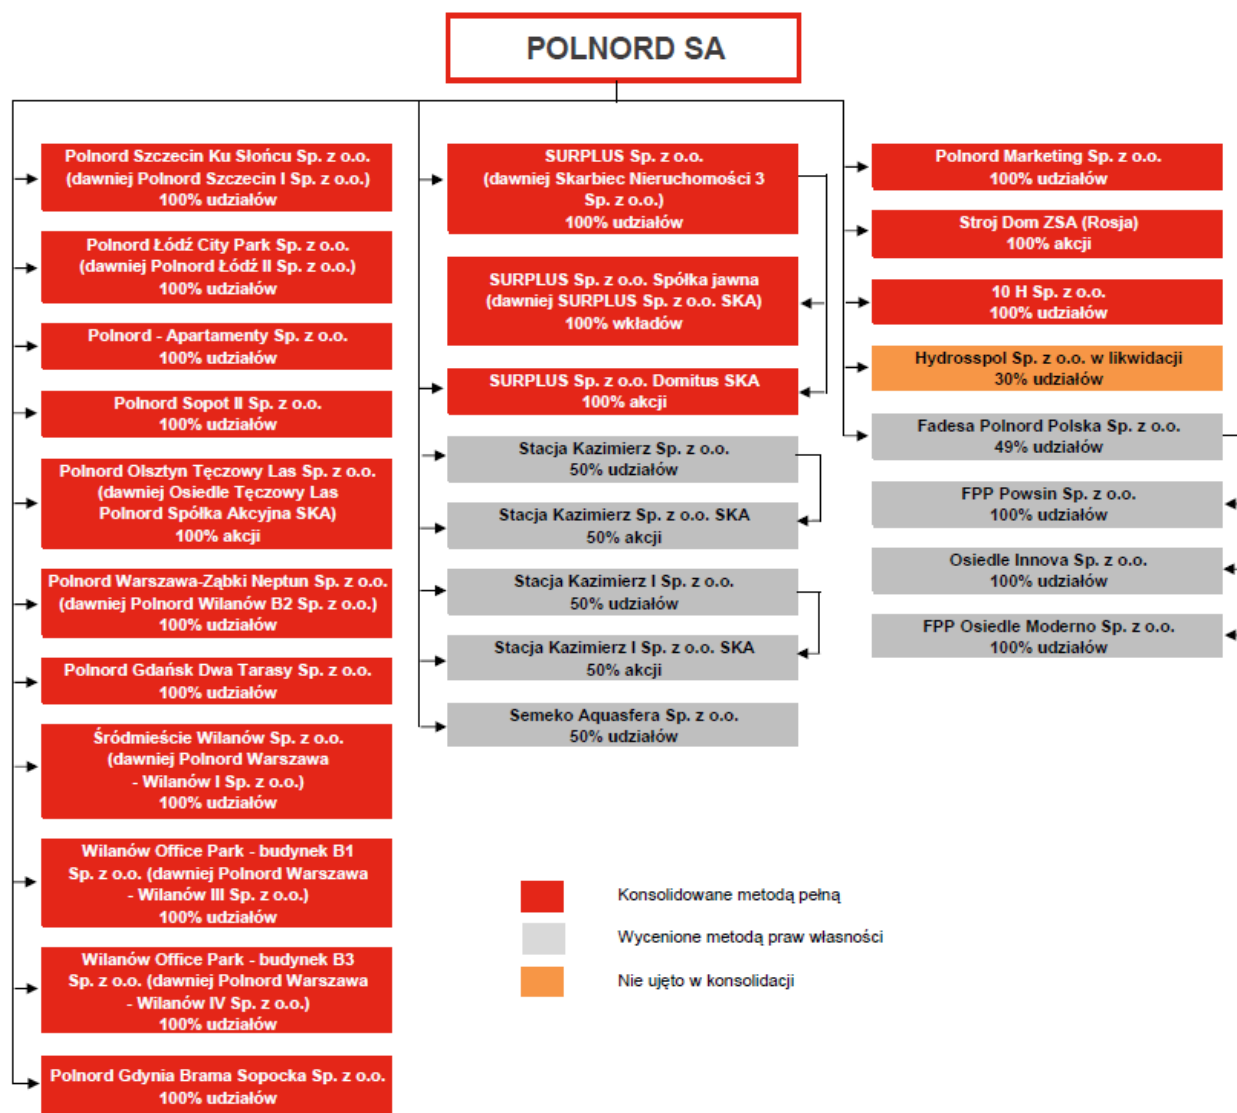 POLNORD SA
Polnord Szczecin Ku Słońcu Sp. z o.o.
(dawniej Polnord Szczecin I Sp. z o.o.)
100% udziałów
Polnord Łódź City Park Sp. z o.o.
(dawniej Polnord Łódź II Sp. z o.o.)
100% udziałów
Polnord - Apartamenty Sp. z o.o.
100% udziałów
Polnord Sopot II Sp. z o.o.
100% udziałów
Polnord Olsztyn Tęczowy Las Sp. z o.o.
(dawniej Osiedle Tęczowy Las
Polnord Spółka Akcyjna SKA)
100% akcji
Polnord Warszawa-Ząbki Neptun Sp. z o.o.
(dawniej Polnord Wilanów B2 Sp. z o.o.)
100% udziałów
Polnord Gdańsk Dwa Tarasy Sp. z o.o.
100% udziałów
Śródmieście Wilanów Sp. z o.o.
(dawniej Polnord Warszawa
- Wilanów I Sp. z o.o.)
100% udziałów
Wilanów Office Park - budynek B1
Sp. z o.o. (dawniej Polnord Warszawa
- Wilanów III Sp. z o.o.)
100% udziałów
Wilanów Office Park - budynek B3
Sp. z o.o. (dawniej Polnord Warszawa
- Wilanów IV Sp. z o.o.)
100% udziałów
Polnord Gdynia Brama Sopocka Sp. z o.o.
100% udziałów
SURPLUS Sp. z o.o.
(dawniej Skarbiec Nieruchomości 3
Sp. z o.o.)
100% udziałów
SURPLUS Sp. z o.o. Spółka jawna
(dawniej SURPLUS Sp. z o.o. SKA)
100% wkładów
SURPLUS Sp. z o.o. Domitus SKA
100% akcji
Stacja Kazimierz Sp. z o.o.
50% udziałów
Stacja Kazimierz Sp. z o.o. SKA
50% akcji
Stacja Kazimierz I Sp. z o.o.
50% udziałów
Stacja Kazimierz I Sp. z o.o. SKA
50% akcji
Semeko Aquasfera Sp. z o.o.
50% udziałów
Polnord Marketing Sp. z o.o.
100% udziałów
Stroj Dom ZSA (Rosja)
100% akcji
10 H Sp. z o.o.
100% udziałów
Hydrosspol Sp. z o.o. w likwidacji
30% udziałów
Fadesa Polnord Polska Sp. z o.o.
49% udziałów
FPP Powsin Sp. z o.o.
100% udziałów
Osiedle Innova Sp. z o.o.
100% udziałów
FPP Osiedle Moderno Sp. z o.o.
100% udziałów
Konsolidowane metodą pełną
Wycenione metodą praw własności
Nie ujęto w konsolidacji